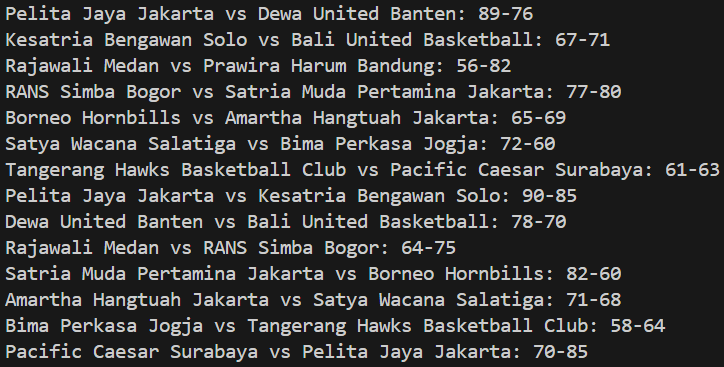 Pelita Jaya Jakarta vs Dewa United Banten: 89-76
Kesatria Bengawan Solo vs Bali United Basketball: 67-71
Rajawali Medan vs Prawira Harum Bandung: 56-82
RANS Simba Bogor vs Satria Muda Pertamina Jakarta: 77-80
Borneo Hornbills vs Amartha Hangtuah Jakarta: 65-69
Satya Wacana Salatiga vs Bima Perkasa Jogja: 72-60
Tangerang Hawks Basketball Club vs Pacific Caesar Surabaya: 61-63
Pelita Jaya Jakarta vs Kesatria Bengawan Solo: 90-85
Dewa United Banten vs Bali United Basketball: 78-70
Rajawali Medan vs RANS Simba Bogor: 64-75
Satria Muda Pertamina Jakarta vs Borneo Hornbills: 82-60
Amartha Hangtuah Jakarta vs Satya Wacana Salatiga: 71-68
Bima Perkasa Jogja vs Tangerang Hawks Basketball Club: 58-64
Pacific Caesar Surabaya vs Pelita Jaya Jakarta: 70-85